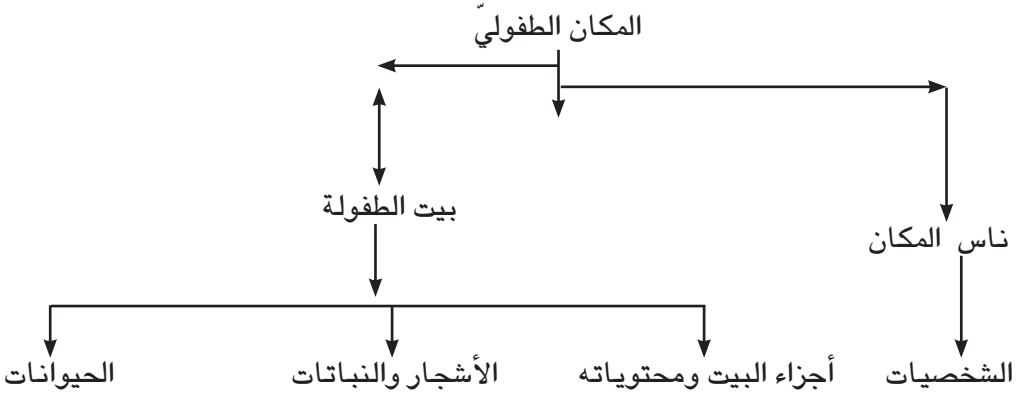 المكان الطفوليّ
بيت الطفولة
ناس المكان
الشخصيات
أجزاء البيت ومحتوياته
الأشجار والنباتات
الحيوانات